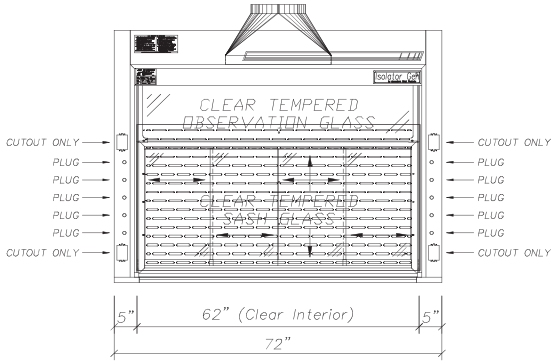 Isolator
CLEAR TEMPERED
OBSERVATION GLASS
CUTOUT ONLY
CUTOUT ONLY
PLUG
PLUG
PLUG
PLUG
PLUG
PLUG
CLEAR TEMPERED
SASH GLASS
PLUG
PLUG
PLUG
PLUG
CUTOUT ONLY
CUTOUT ONLY
5"
62" (Clear Interior)
5"
72"